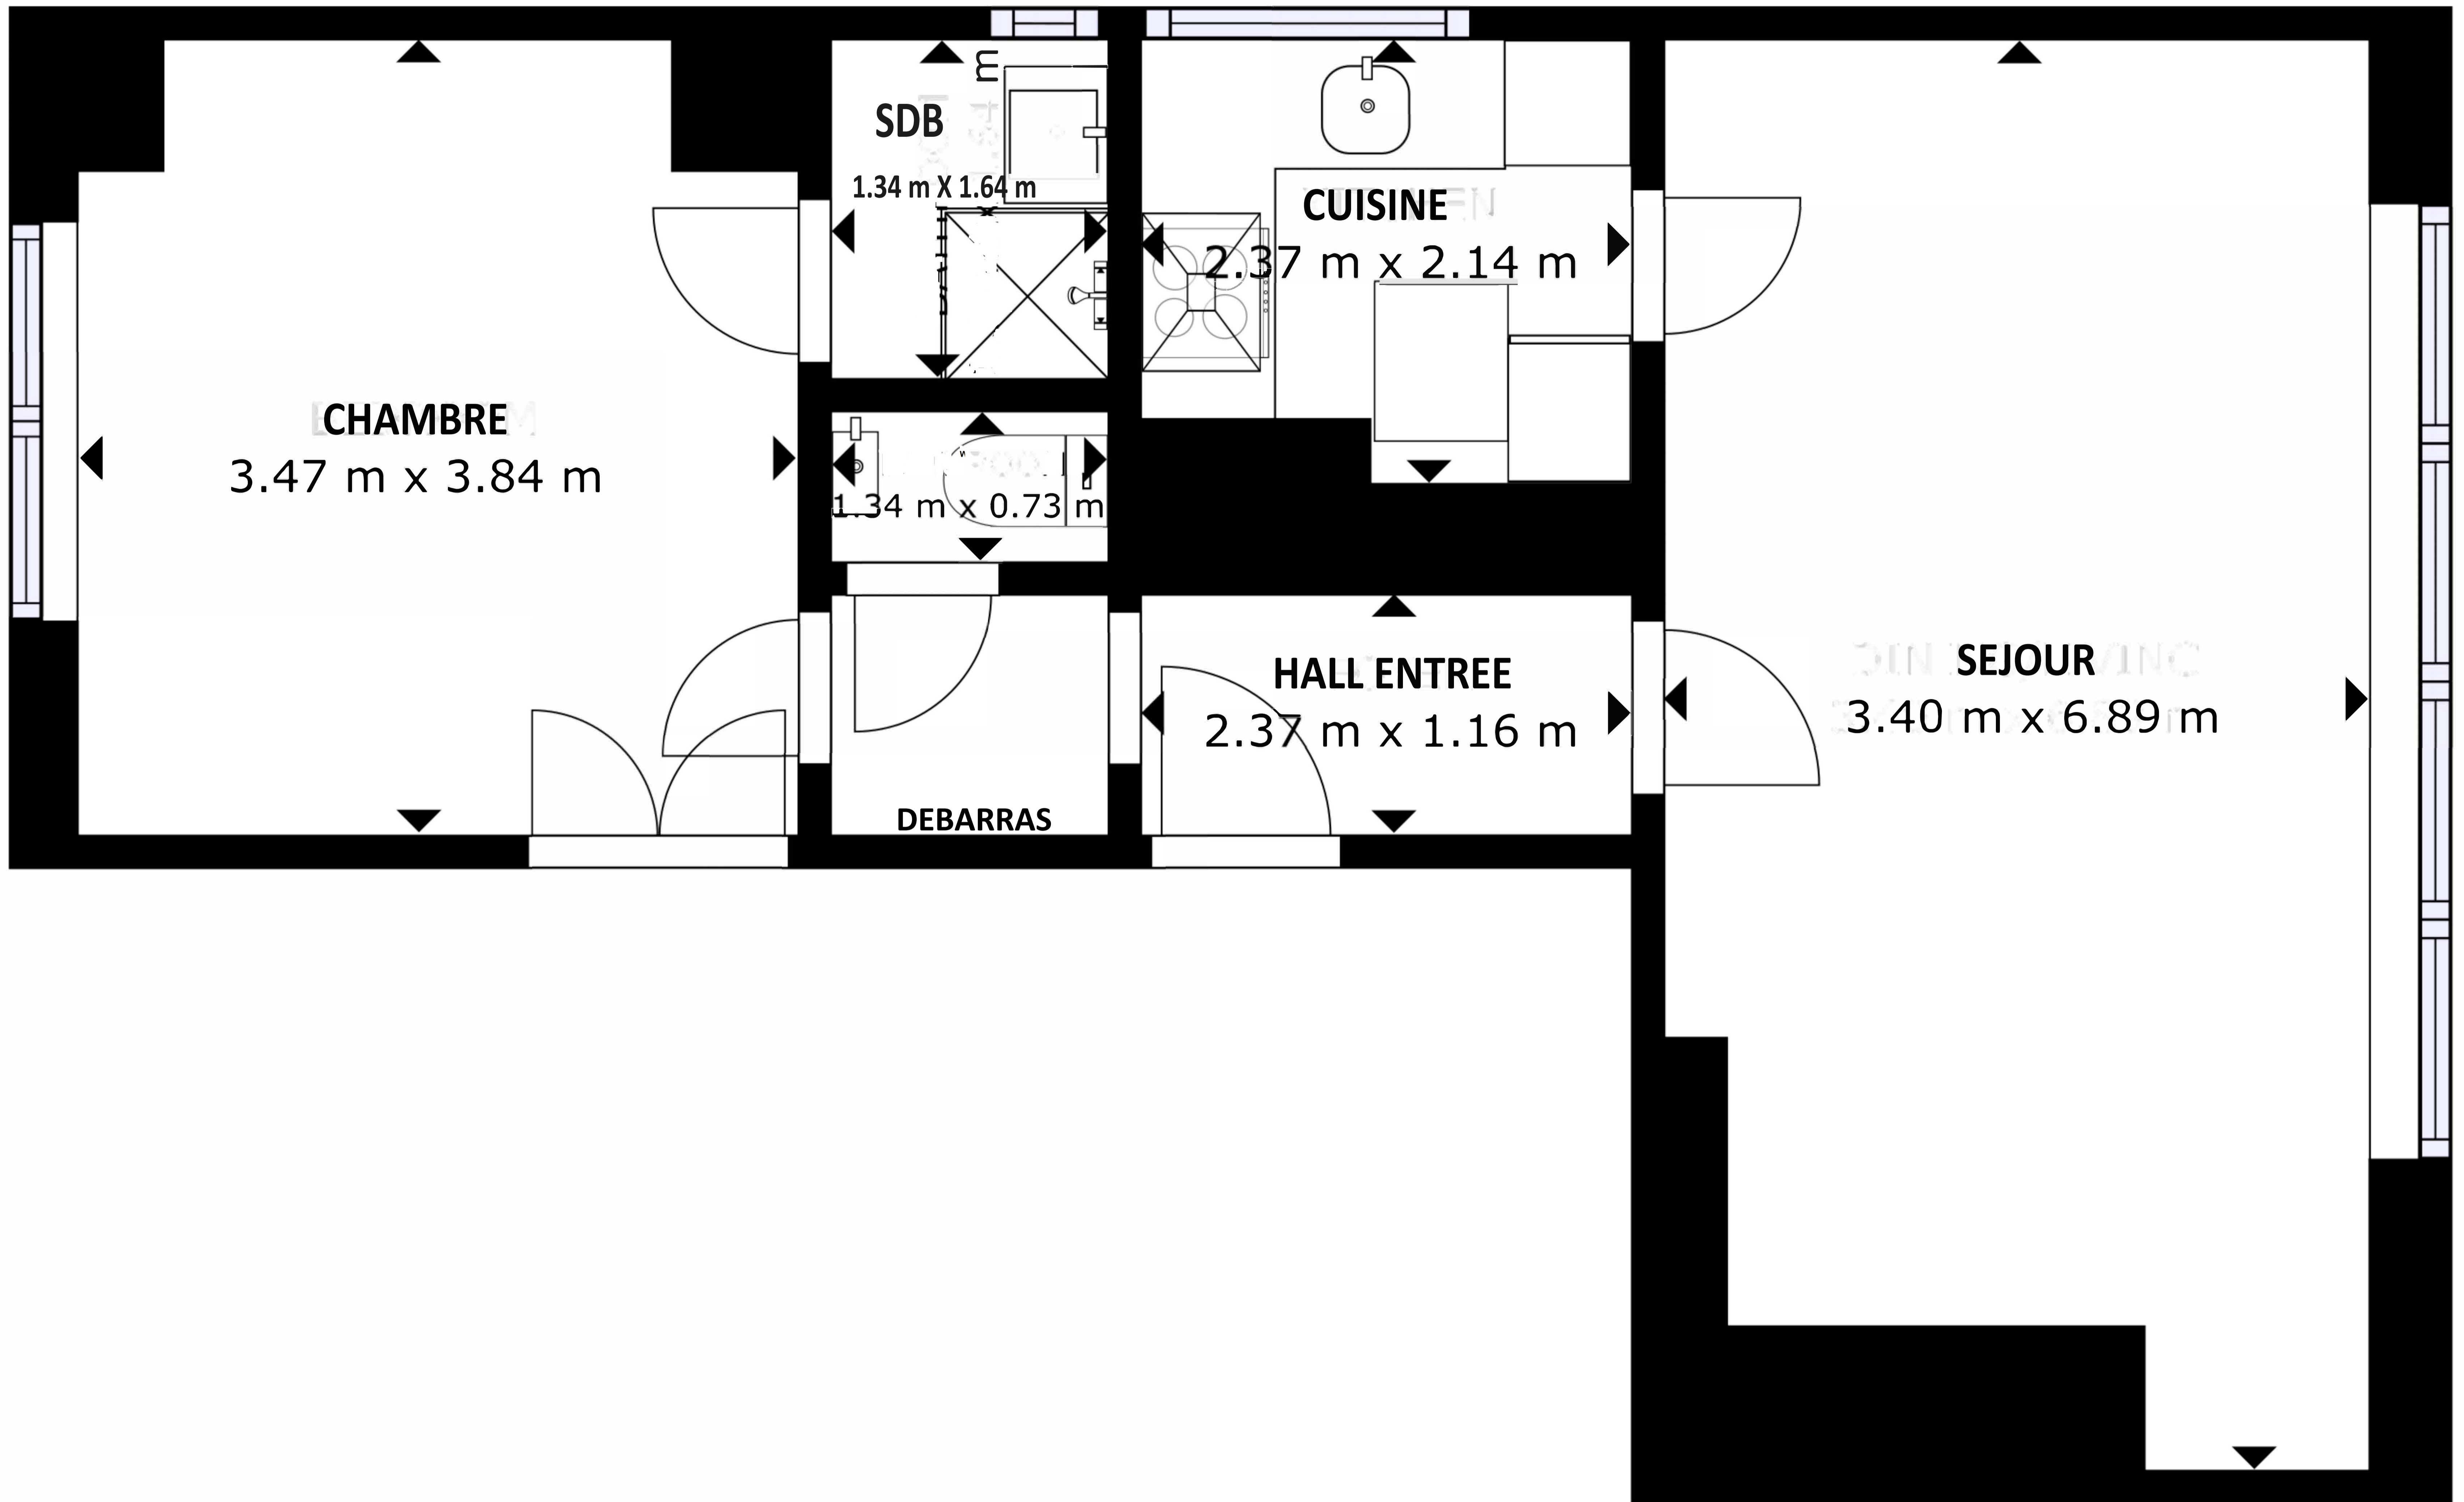 m
SDB
1.34 m X 1.64 m
CUISINE
2.37 m x 2.14 m
CHAMBRE
3.47 m x 3.84 m
1.34 m x 0.73 m
HALL ENTREE
2.37 m x 1.16 m
SEJOUR
3.40 m x 6.89 m
DEBARRAS